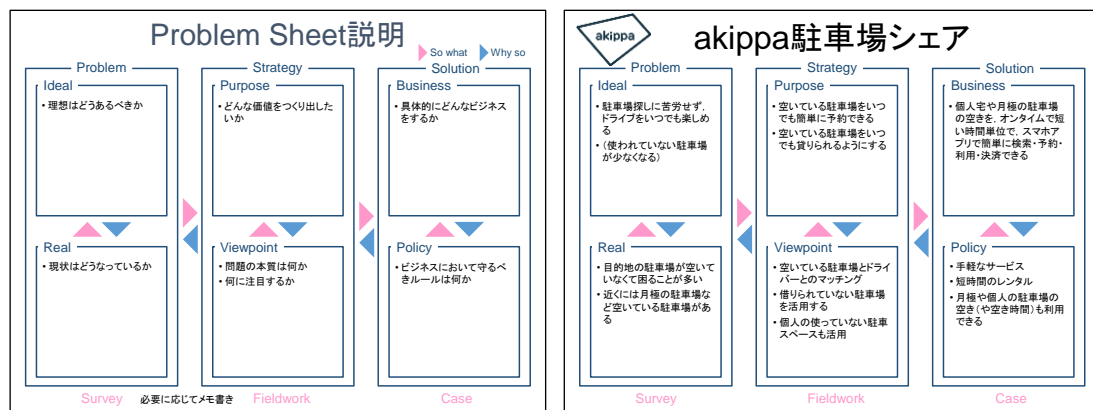 Problem Sheet説明
So what
Why so
Problem
Strategy
Solution
Ideal
・理想はどうあるべきか
Purpose
・どんな価値をつくり出した
いか
Business
・具体的にどんなビジネス
をするか
Real
・現状はどうなっているか
Viewpoint
・問題の本質は何か
・何に注目するか
Policy
・ビジネスにおいて守るべ
きルールは何か
Survey
必要に応じてメモ書き
Fieldwork
Case
akippa
akippa駐車場シェア
Problem
Strategy
Solution
Ideal
・駐車場探しに苦労せず,
ドライブをいつでも楽しめ
る
・(使われていない駐車場
が少なくなる)
Purpose
・空いている駐車場をいつ
でも簡単に予約できる
・空いている駐車場をいつ
でも貸りられるようにする
Business
・個人宅や月極の駐車場
の空きを, オンタイムで短
い時間単位で, スマホア
プリで簡単に検索・予約・
利用・決済できる
Real
・目的地の駐車場が空いて
いなくて困ることが多い
・近くには月極の駐車場な
ど空いている駐車場があ
る
Viewpoint
・空いている駐車場とドライ
バーとのマッチング
・借りられていない駐車場
を活用する
・個人の使っていない駐車
スペースも活用
Policy
・手軽なサービス
・短時間のレンタル
・月極や個人の駐車場の
空き(や空き時間)も利用
できる
Survey
Fieldwork
Case